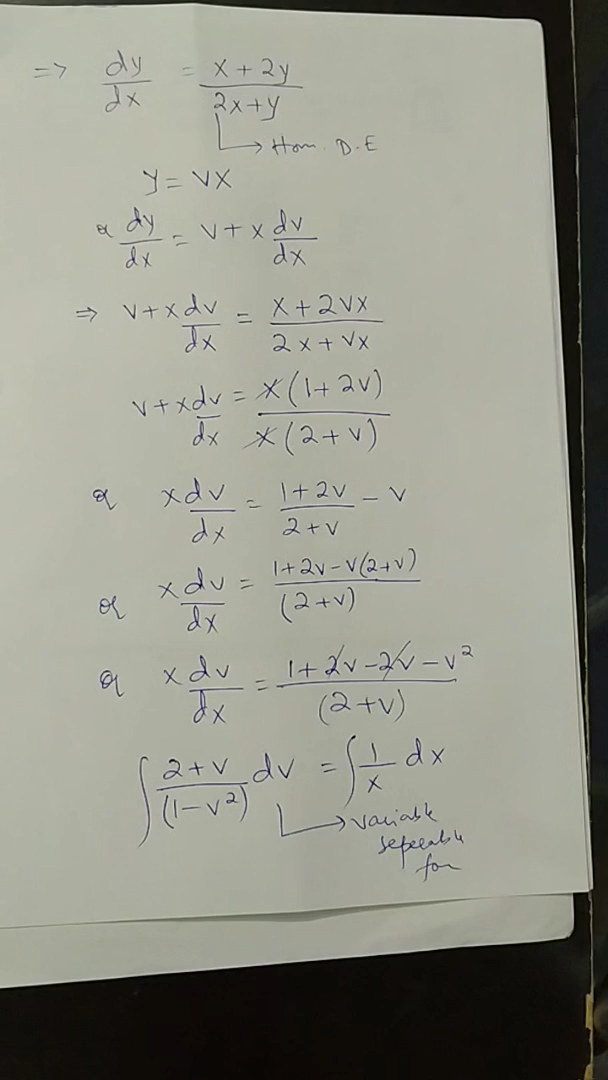 => dy/dx = x + 2y / 2x+y
→ Hom. D.E
y = vx
or dy/dx = v + x dv/dx
=> v + x dv/dx = x + 2vx / 2x + vx
v + x dv/dx = x(1+2v) / x(2+v)
or x dv/dx = 1+2v / 2+v - v
or x dv/dx = 1+2v-v(2+v) / (2+v)
or x dv/dx = 1+2v-2v-v² / (2+v)
∫ 2+v / (1-v²) dv = ∫ 1/x dx
→ variable
seperable
for